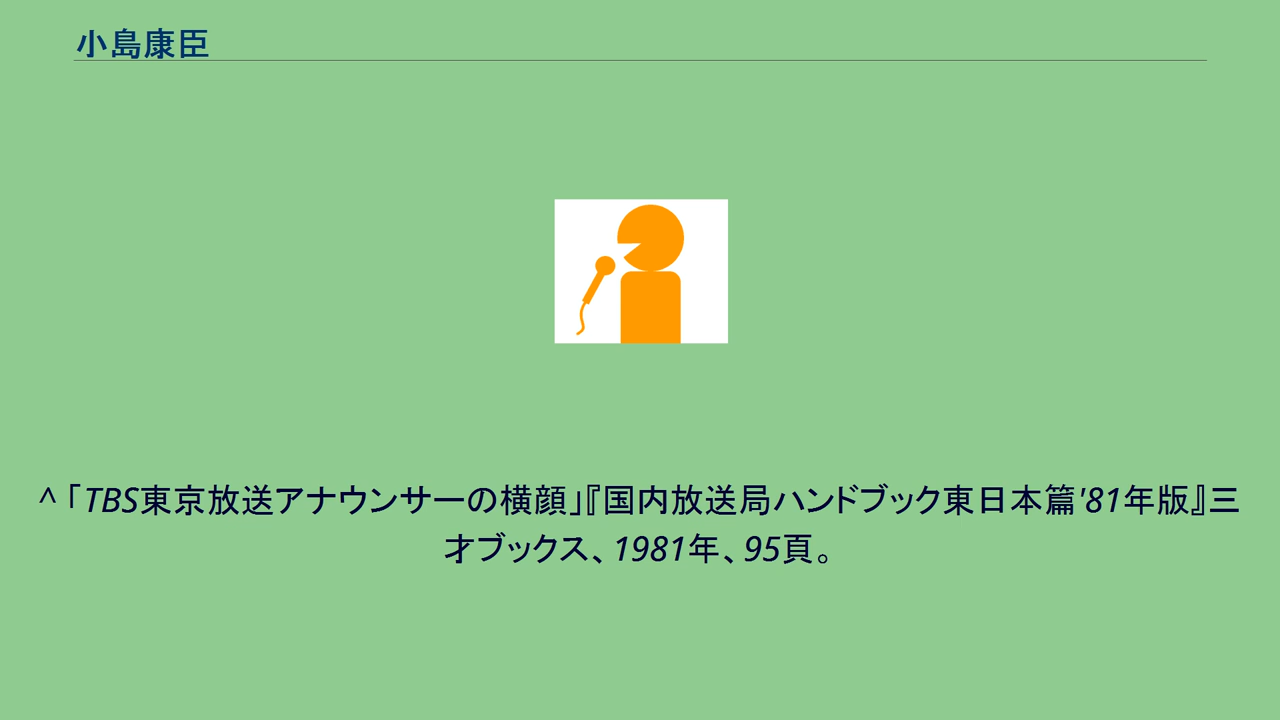 小島康臣
^「TBS東京放送アナウンサーの横顔」『国内放送局ハンドブック東日本篇'81年版』三
才ブックス、1981年、95頁。